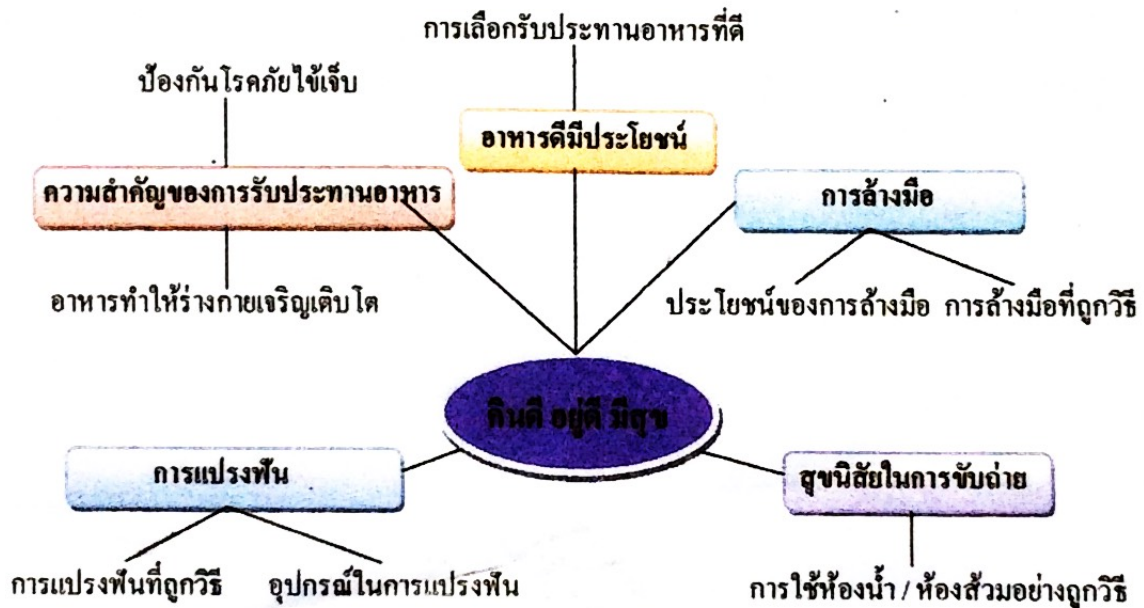 การเลือกรับประทานอาหารที่ดี
ป้องกันโรคภัยไข้เจ็บ
อาหารดีมีประโยชน์
ความสำคัญของการรับประทานอาหาร
การล้างมือ
อาหารทำให้ร่างกายเจริญเติบโต
ประโยชน์ของการล้างมือ การล้างมือที่ถูกวิธี
กินดี อยู่ดี มีสุข
การแปรงฟัน
สุขนิสัยในการขับถ่าย
การแปรงฟันที่ถูกวิธี อุปกรณ์ในการแปรงฟัน
การใช้ห้องน้ำ / ห้องส้วมอย่างถูกวิธี